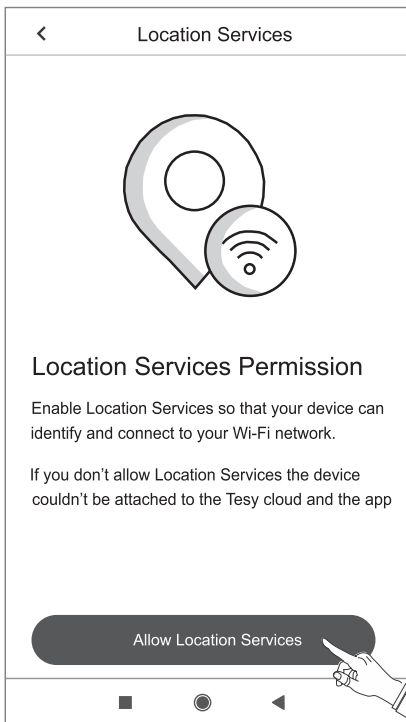 Location Services
Location Services Permission
Enable Location Services so that your device can
identify and connect to your Wi-Fi network.
If you don’t allow Location Services the device
couldn’t be attached to the Tesy cloud and the app
Allow Location Services